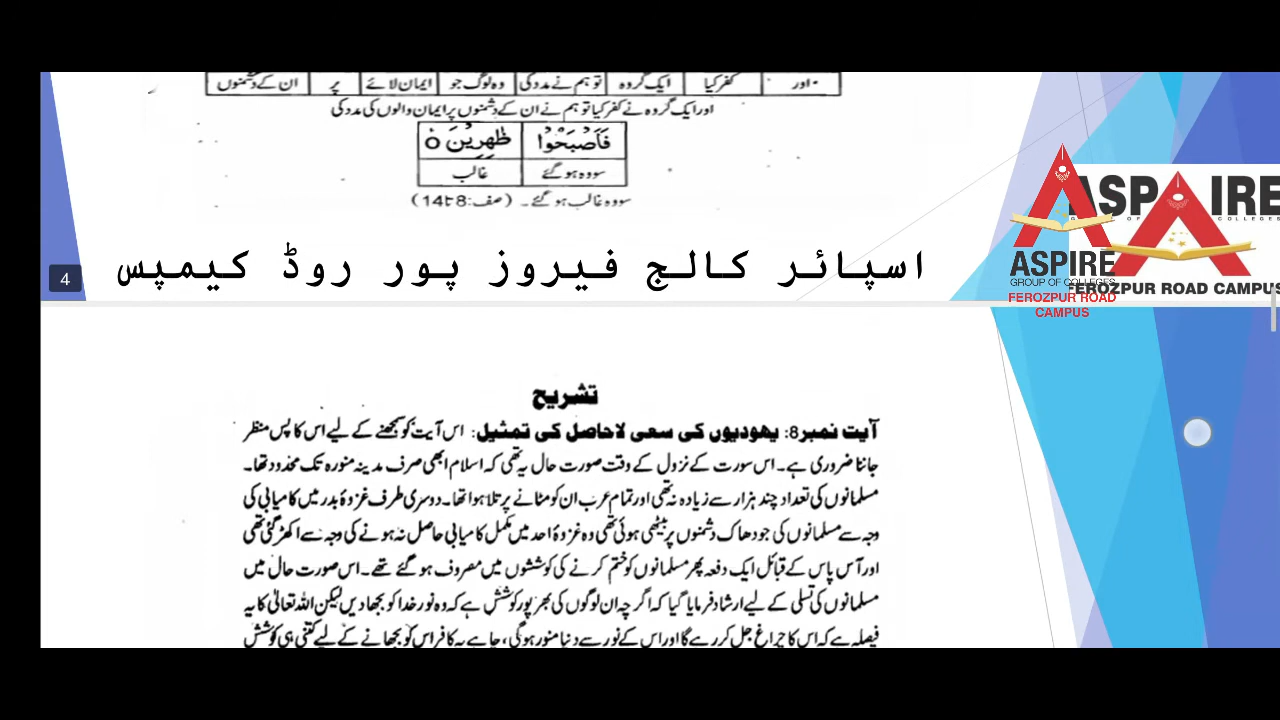 اور کفر کیا ایک گروہ تو ہم نے مدد کی وہ لوگ جو ایمان لائے پر ان کے دشمنوں
اور ایک گروہ نے کفر کیا تو ہم نے ان کے دشمنوں پر ایمان والوں کی مدد کی
فَاَصْبَحُوْا ظٰهِرِيْنَ ○
سو وہ ہو گئے غالب
سو وہ غالب ہو گئے۔ (صف:8تا14)
4
اسپائر کالج فیروز پور روڈ کیمپس
ASPAIRE
ASPIRE
GROUP OF COLLEGES
FEROZPUR ROAD CAMPUS
FEROZPUR ROAD
CAMPUS
تشریح
آیت نمبر8: یھودیوں کی سعی لاحاصل کی تمثیل: اس آیت کو سمجھنے کے لیے اس کا پس منظر
جاننا ضروری ہے۔ اس سورت کے نزول کے وقت صورت حال یہ تھی کہ اسلام ابھی صرف مدینہ منورہ تک محدود تھا۔
مسلمانوں کی تعداد چند ہزار سے زیادہ نہ تھی اور تمام عرب ان کو مٹانے پر تلا ہوا تھا۔ دوسری طرف غزوۂ بدر میں کامیابی کی
وجہ سے مسلمانوں کی جو دھاک دشمنوں پر بیٹھی ہوئی تھی وہ غزوۂ احد میں مکمل کامیابی حاصل نہ ہونے کی وجہ سے اکھڑ گئی تھی
اور آس پاس کے قبائل ایک دفعہ پھر مسلمانوں کو ختم کرنے کی کوششوں میں مصروف ہو گئے تھے۔ اس صورت حال میں
مسلمانوں کی تسلی کے لیے ارشاد فرمایا گیا کہ اگرچہ ان لوگوں کی بھرپور کوشش ہے کہ وہ نور خدا کو بجھا دیں لیکن اللہ تعالیٰ کا یہ
فیصلہ ہے کہ اس کا چراغ جل کر رہے گا اور اس کے نور سے دنیا منور ہوگی، چاہے یہ کافر اس کو بجھانے کے لیے کتنی ہی کوشش